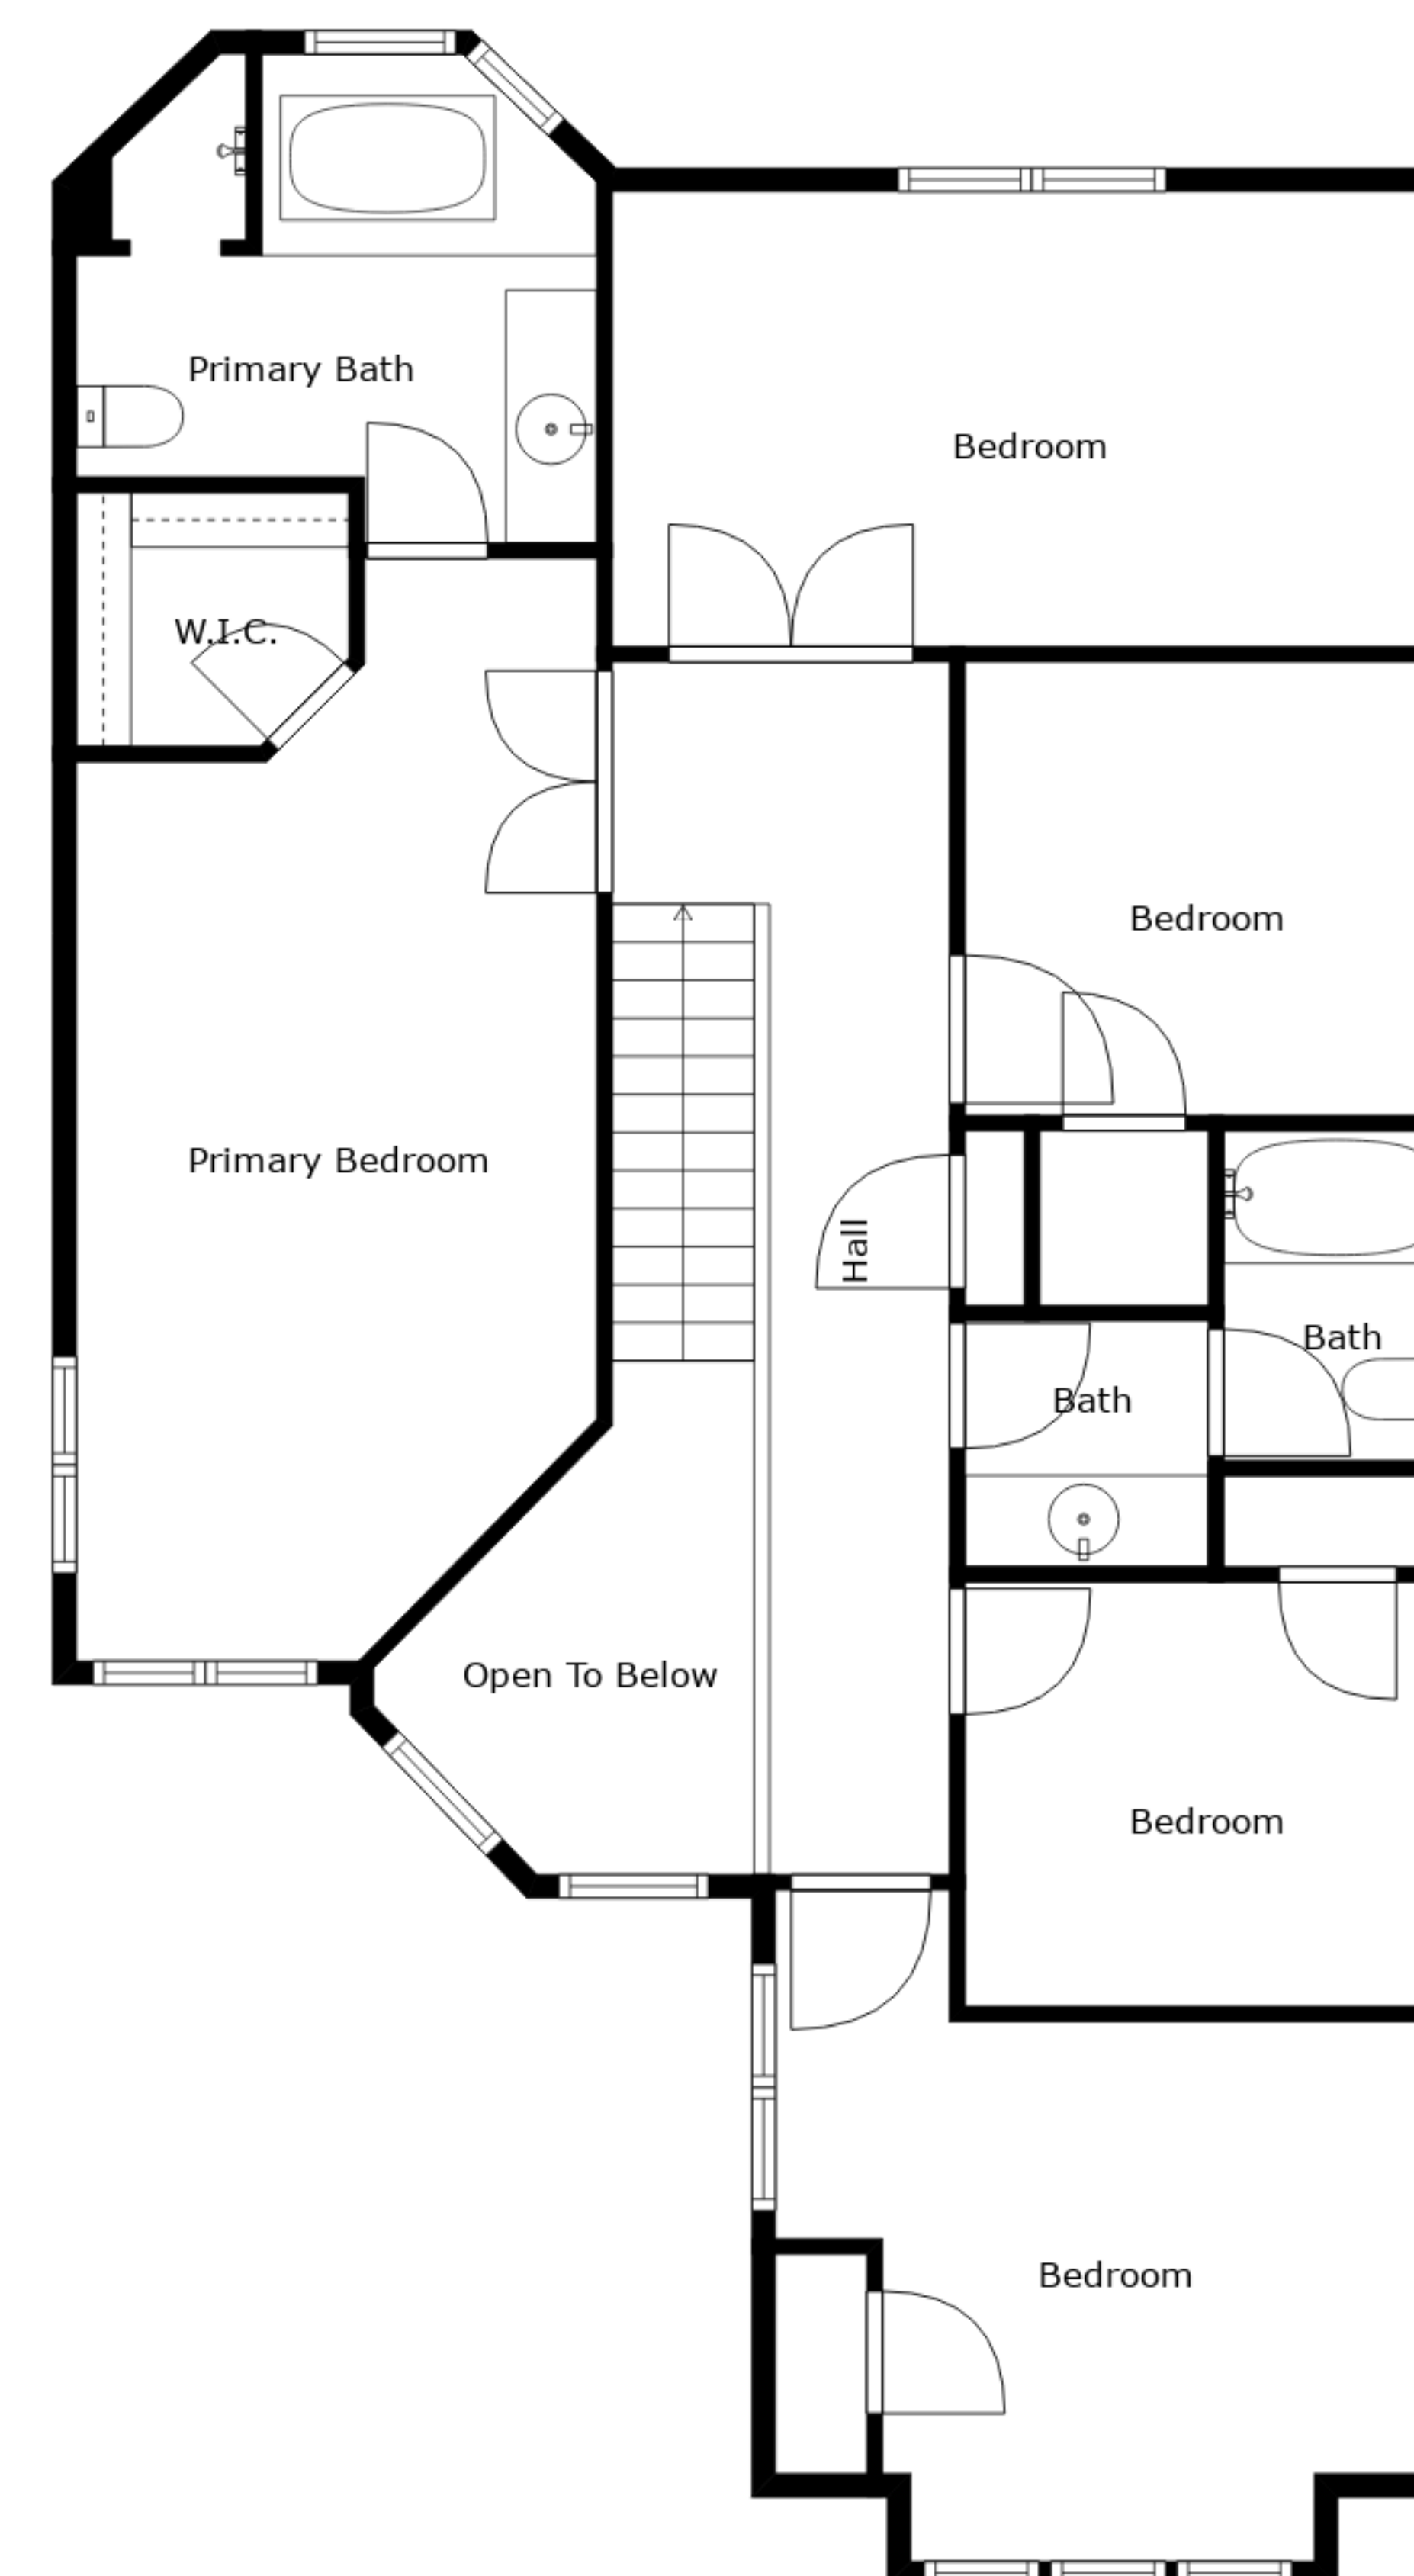 Primary Bath
Bedroom
W.I.C.
Bedroom
Primary Bedroom
Hall
Bath
Bath
Open To Below
Bedroom
Bedroom